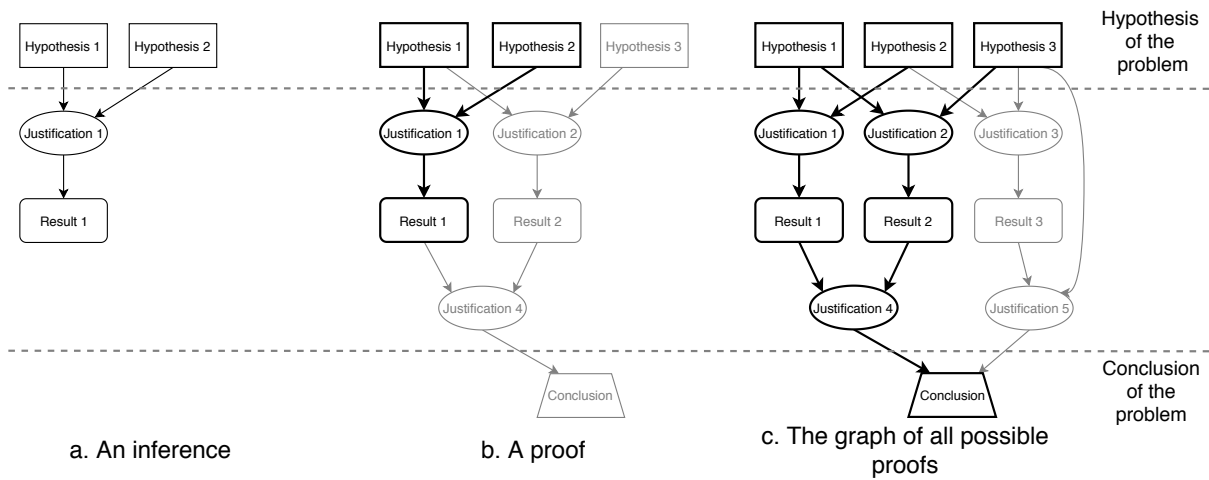 Hypothesis 1
Hypothesis 2
Justification 1
Result 1
a. An inference
Hypothesis 1
Hypothesis 2
Hypothesis 3
Justification 1
Justification 2
Result 1
Result 2
Justification 4
Conclusion
b. A proof
Hypothesis 1
Hypothesis 2
Hypothesis 3
Justification 1
Justification 2
Justification 3
Result 1
Result 2
Result 3
Justification 4
Justification 5
Conclusion
c. The graph of all possible
proofs
Hypothesis
of the
problem
Conclusion
of the
problem